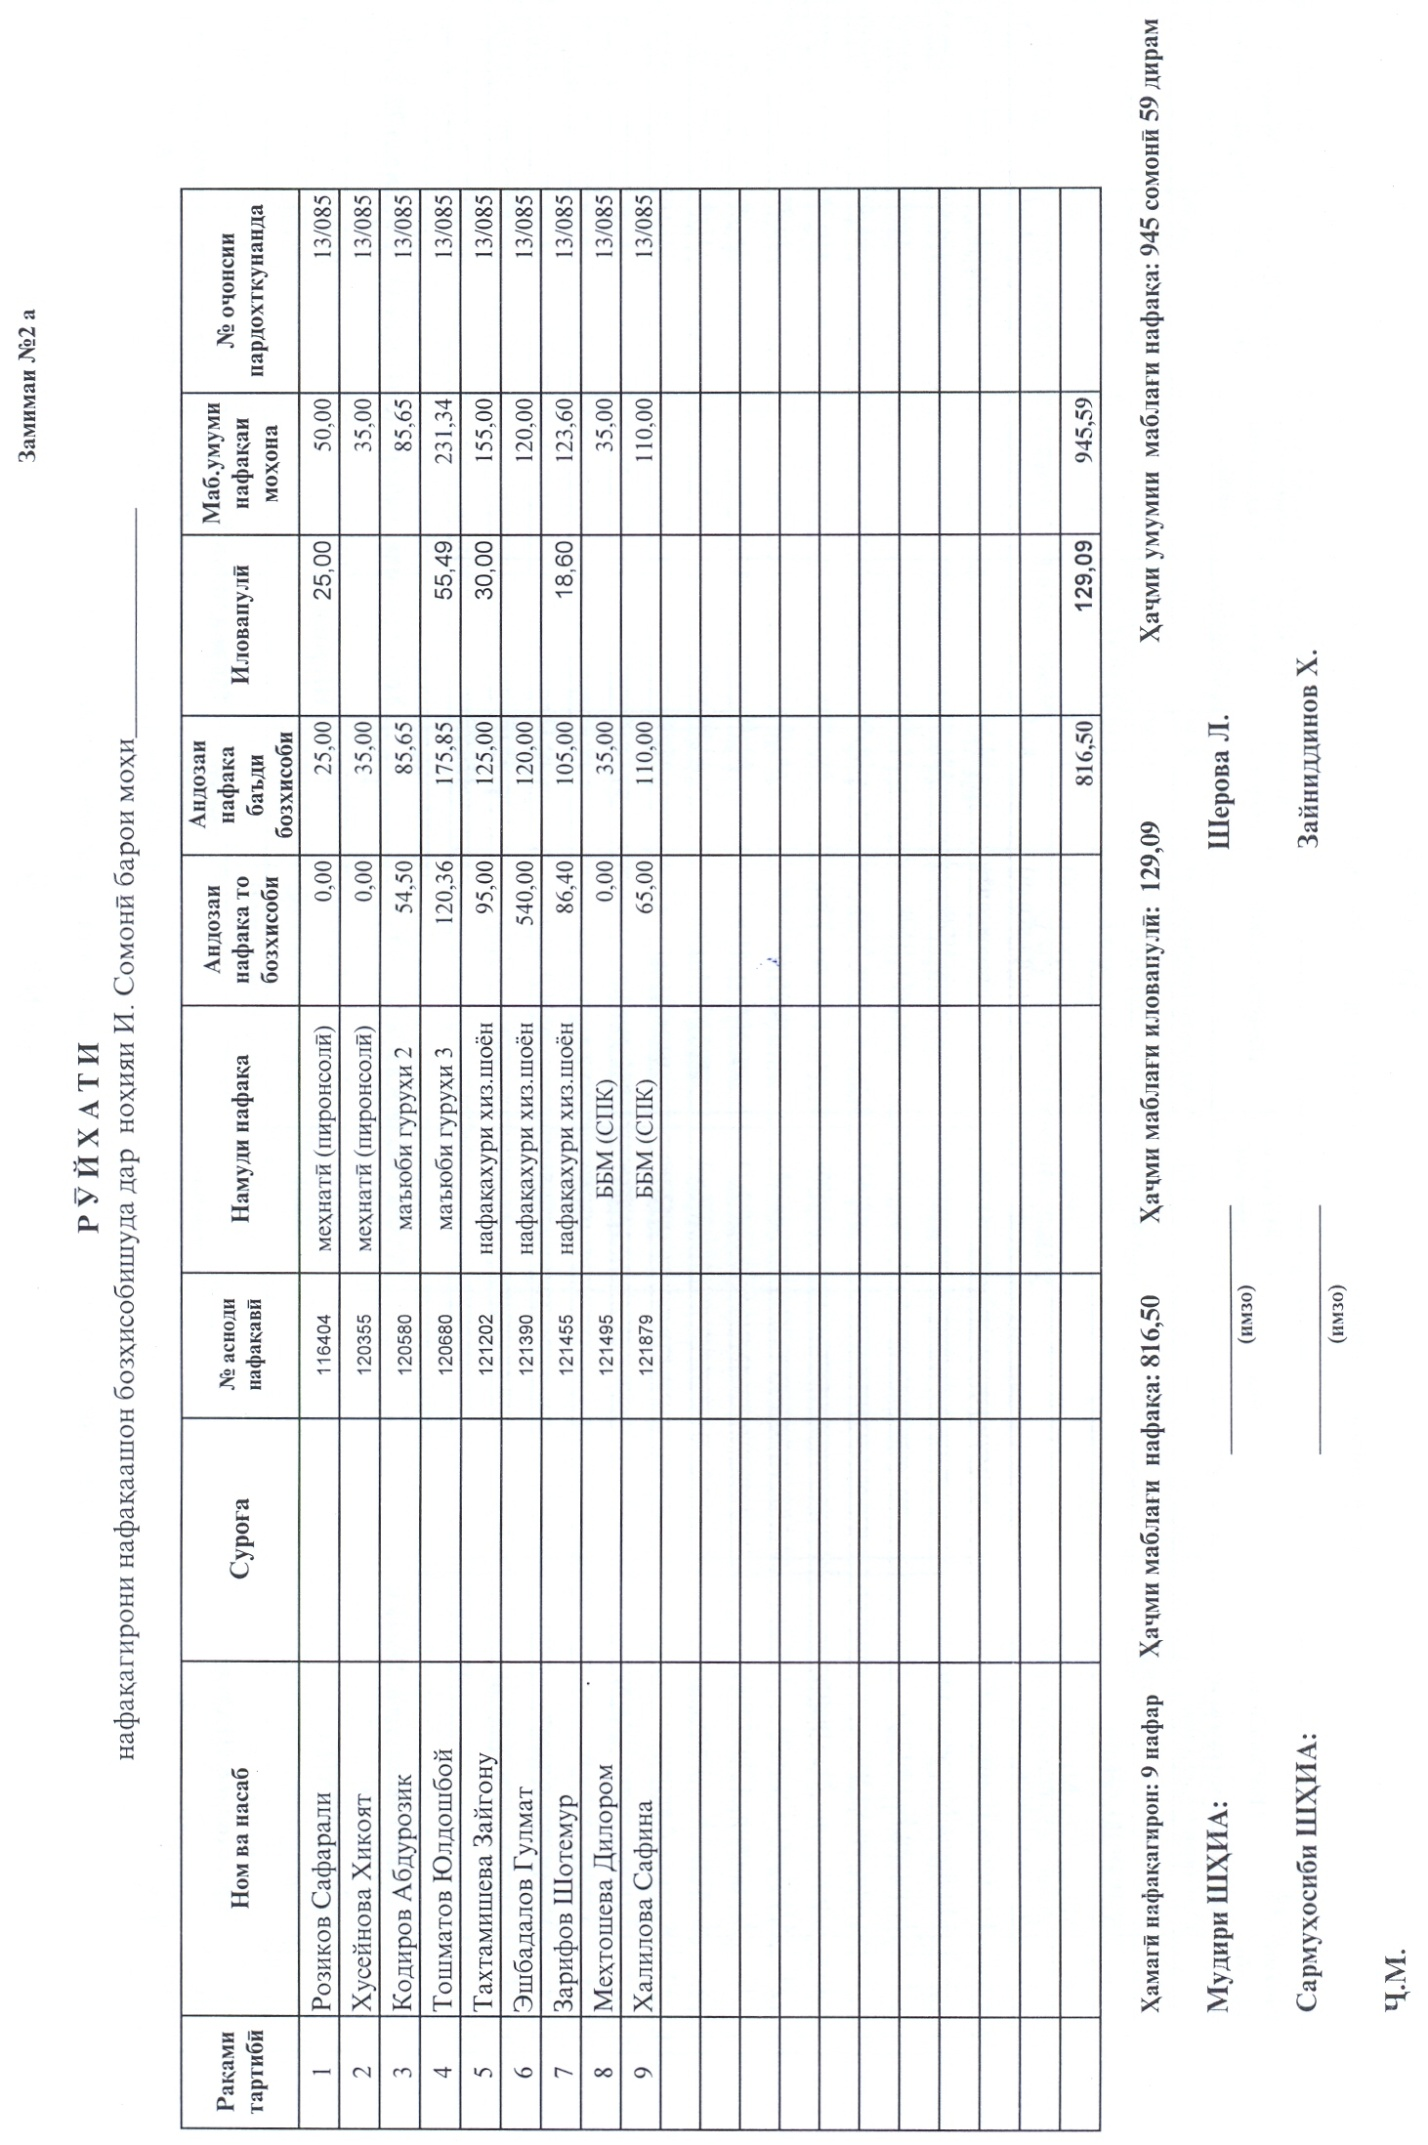 Замимаи №2 а
Р Ӯ Й Х А Т И
нафақагирони нафақаашон бозҳисобишуда дар ноҳияи И. Сомонӣ барои моҳи
Рақами тартибӣ Ном ва насаб Суроға № асноди нафақавӣ Намуди нафақа Андозаи нафака то бозхисоби Андозаи нафака баъди бозхисоби Иловапулӣ Маб.умуми нафақаи моҳона № оҷонсии пардохткунанда
1 Розиков Сафарали 116404 меҳнатӣ (пиронсолӣ) 0,00 25,00 25,00 50,00 13/085
2 Хусейнова Хикоят 120355 меҳнатӣ (пиронсолӣ) 0,00 35,00 35,00 13/085
3 Кодиров Абдурозик 120580 маъюби гурухи 2 54,50 85,65 85,65 13/085
4 Тошматов Юлдошбой 120680 маъюби гурухи 3 120,36 175,85 55,49 231,34 13/085
5 Тахтамишева Зайгону 121202 нафақахури хиз.шоён 95,00 125,00 30,00 155,00 13/085
6 Эшбадалов Гулмат 121390 нафақахури хиз.шоён 540,00 120,00 120,00 13/085
7 Зарифов Шотемур 121455 нафақахури хиз.шоён 86,40 105,00 18,60 123,60 13/085
8 Мехтошева Дилором 121495 ББМ (СПК) 0,00 35,00 35,00 13/085
9 Халилова Сафина 121879 ББМ (СПК) 65,00 110,00 110,00 13/085
816,50 129,09 945,59
Ҳамагӣ нафақагирон: 9 нафар Ҳаҷми маблағи нафақа: 816,50 Ҳаҷми маблағи иловапулӣ: 129,09 Ҳаҷми умумии маблағи нафақа: 945 сомонӣ 59 дирам
Мудири ШҲИА: Шерова Л.
(имзо)
Сармуҳосиби ШҲИА: Зайниддинов Х.
(имзо)
Ҷ.М.